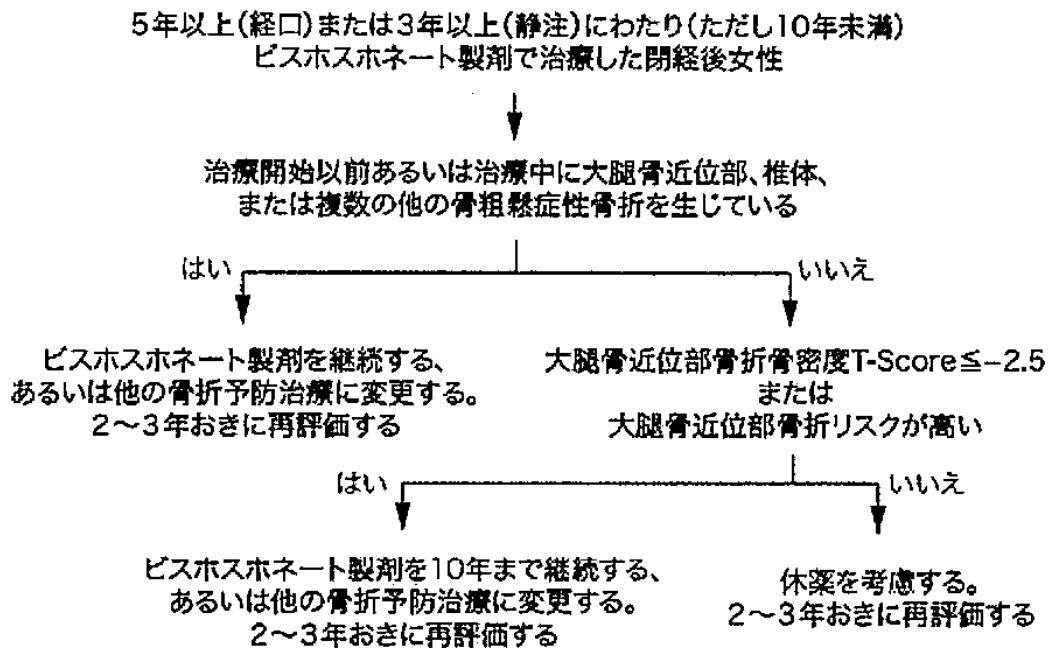 5年以上(経口)または3年以上(静注)にわたり(ただし10年未満)
ビスホスホネート製剤で治療した閉経後女性
治療開始以前あるいは治療中に大腿骨近位部、椎体、
または複数の他の骨粗鬆症性骨折を生じている
はい
いいえ
ビスホスホネート製剤を継続する、
あるいは他の骨折予防治療に変更する。
2〜3年おきに再評価する
大腿骨近位部骨折骨密度T-Score≦−2.5
または
大腿骨近位部骨折リスクが高い
はい
いいえ
ビスホスホネート製剤を10年まで継続する、
あるいは他の骨折予防治療に変更する。
2〜3年おきに再評価する
休薬を考慮する。
2〜3年おきに再評価する